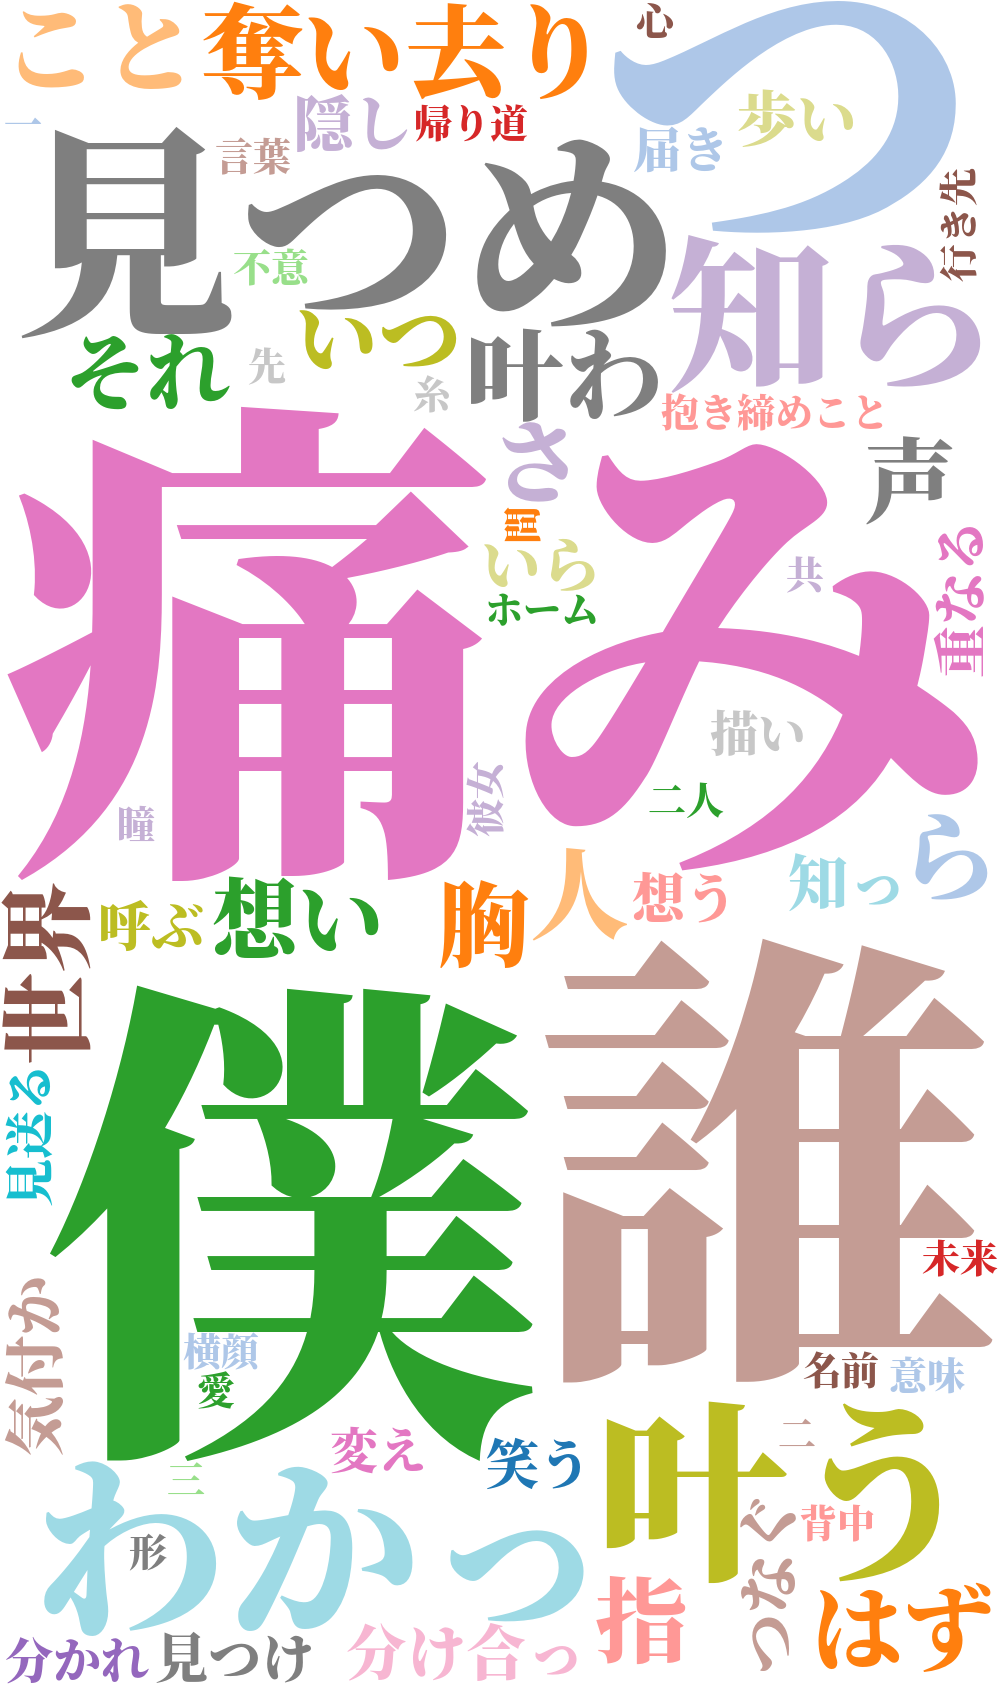 こと
奪い去り
心
つ
一
言葉
隠し
帰り道
届き
歩い
見つめ
行き先
不意
知ら
それ
いつ
先
糸
叶わ
抱き締めこと
さ
声
痛み
間
いら
ホーム
共
重なる
描い
瞳
彼女
二人
ら
世界
呼ぶ
想い
胸
人
想う
知っ
僕
誰
見送る
未来
気付か
横顔
愛
名前
意味
変え
笑う
叶う
二
三
わかっ
形
つなぐ
背中
指
はず
分かれ
見つけ
分け合っ